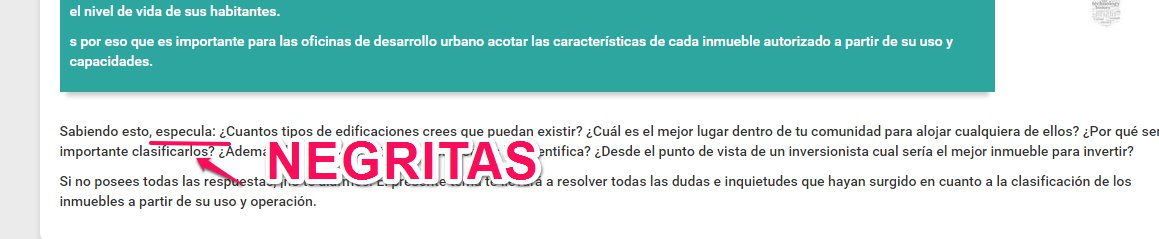 el nivel de vida de sus habitantes.
technology
s por eso que es importante para las oficinas de desarrollo urbano acotar las características de cada inmueble autorizado a partir de su uso y
capacidades.
Sabiendo esto, especula: ¿Cuantos tipos de edificaciones crees que puedan existir? ¿Cuál es el mejor lugar dentro de tu comunidad para alojar cualquiera de ellos? ¿Por qué ser
importante clasificarlos? ¿Ademá entifica? ¿Desde el punto de vista de un inversionista cual sería el mejor inmueble para invertir?
NEGRITAS
Si no posees todas las respuestas, a resolver todas las dudas e inquietudes que hayan surgido en cuanto a la clasificación de los
inmuebles a partir de su uso y operación.